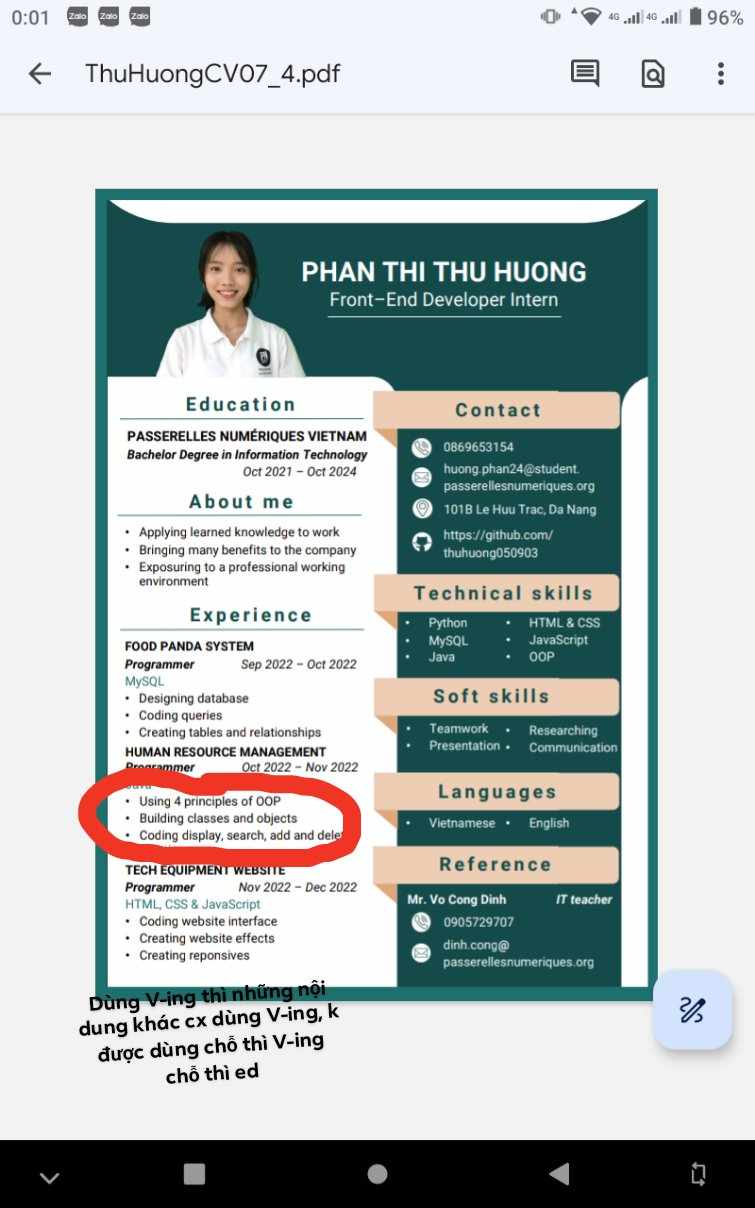 0:01
Zalo Zalo Zalo
4G 4G 96%
ThuHuongCV07_4.pdf
PHAN THI THU HUONG
Front–End Developer Intern
Education
PASSERELLES NUMÉRIQUES VIETNAM
Bachelor Degree in Information Technology
Oct 2021 – Oct 2024
About me
• Applying learned knowledge to work
• Bringing many benefits to the company
• Exposuring to a professional working
environment
Experience
FOOD PANDA SYSTEM
Programmer Sep 2022 – Oct 2022
MySQL
• Designing database
• Coding queries
• Creating tables and relationships
HUMAN RESOURCE MANAGEMENT
Programmer Oct 2022 – Nov 2022
Java
• Using 4 principles of OOP
• Building classes and objects
• Coding display, search, add and dele
TECH EQUIPMENT WEBSITE
Programmer Nov 2022 – Dec 2022
HTML, CSS & JavaScript
• Coding website interface
• Creating website effects
• Creating reponsives
Contact
0869653154
huong.phan24@student.
passerellesnumeriques.org
101B Le Huu Trac, Da Nang
https://github.com/
thuhuong050903
Technical skills
• Python • HTML & CSS
• MySQL • JavaScript
• Java • OOP
Soft skills
• Teamwork • Researching
• Presentation • Communication
Languages
• Vietnamese • English
Reference
Mr. Vo Cong Dinh IT teacher
0905729707
dinh.cong@
passerellesnumeriques.org
Dùng V-ing thì những nội
dung khác cx dùng V-ing, k
được dùng chỗ thì V-ing
chỗ thì ed